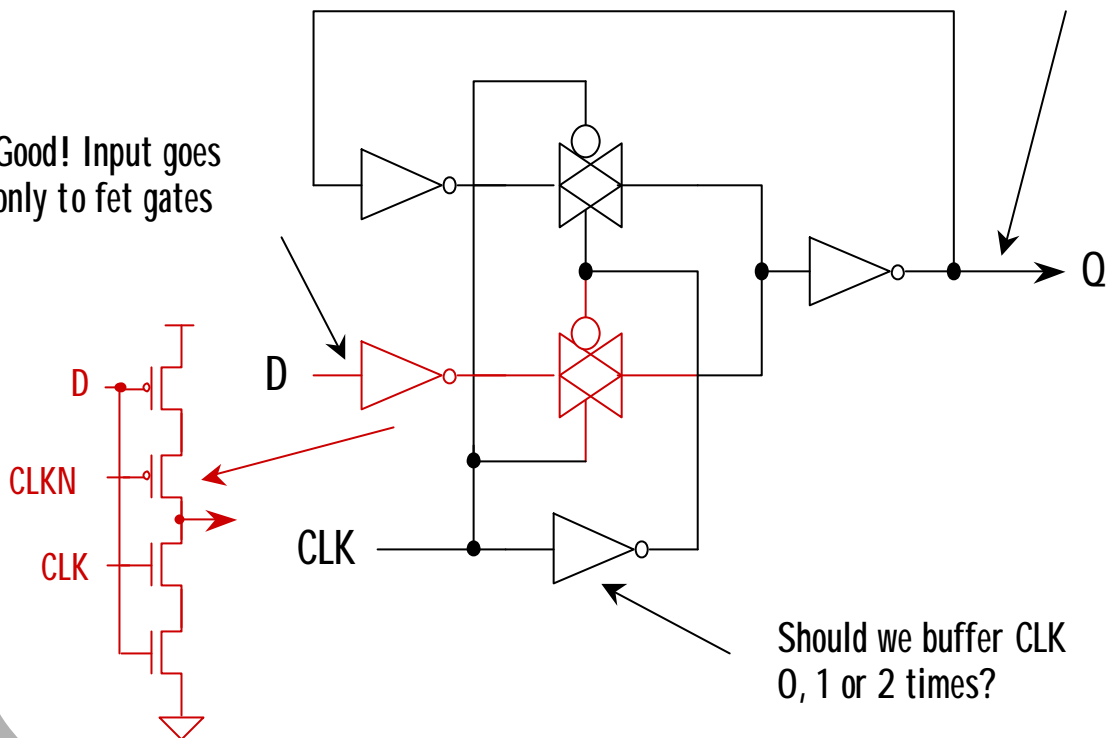 Good! Input goes
only to fet gates
D
CLKN
CLK
D
CLK
Q
Should we buffer CLK
0, 1 or 2 times?